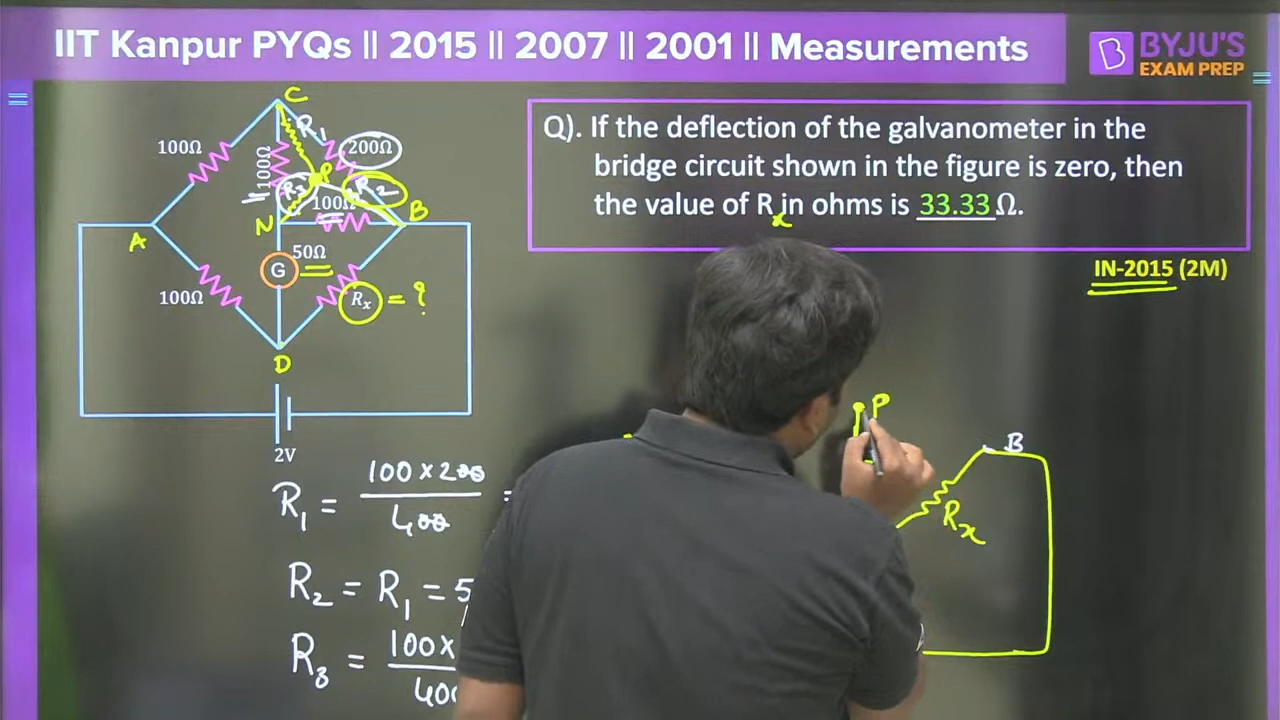 IIT Kanpur PYQs || 2015 || 2007 || 2001 || Measurements
BYJU'S
EXAM PREP
Q). If the deflection of the galvanometer in the
bridge circuit shown in the figure is zero, then
the value of Rx in ohms is 33.33 Ω.
IN-2015 (2M)
C
100Ω
R₁
200Ω
100Ω
P
R₃
R₂
100Ω
A
N
B
50Ω
G
100Ω
Rₓ = ?
D
2V
R₁ = 100 × 200 / 400 =
R₂ = R₁ = 5
R₃ = 100 × / 400
P
B
Rx